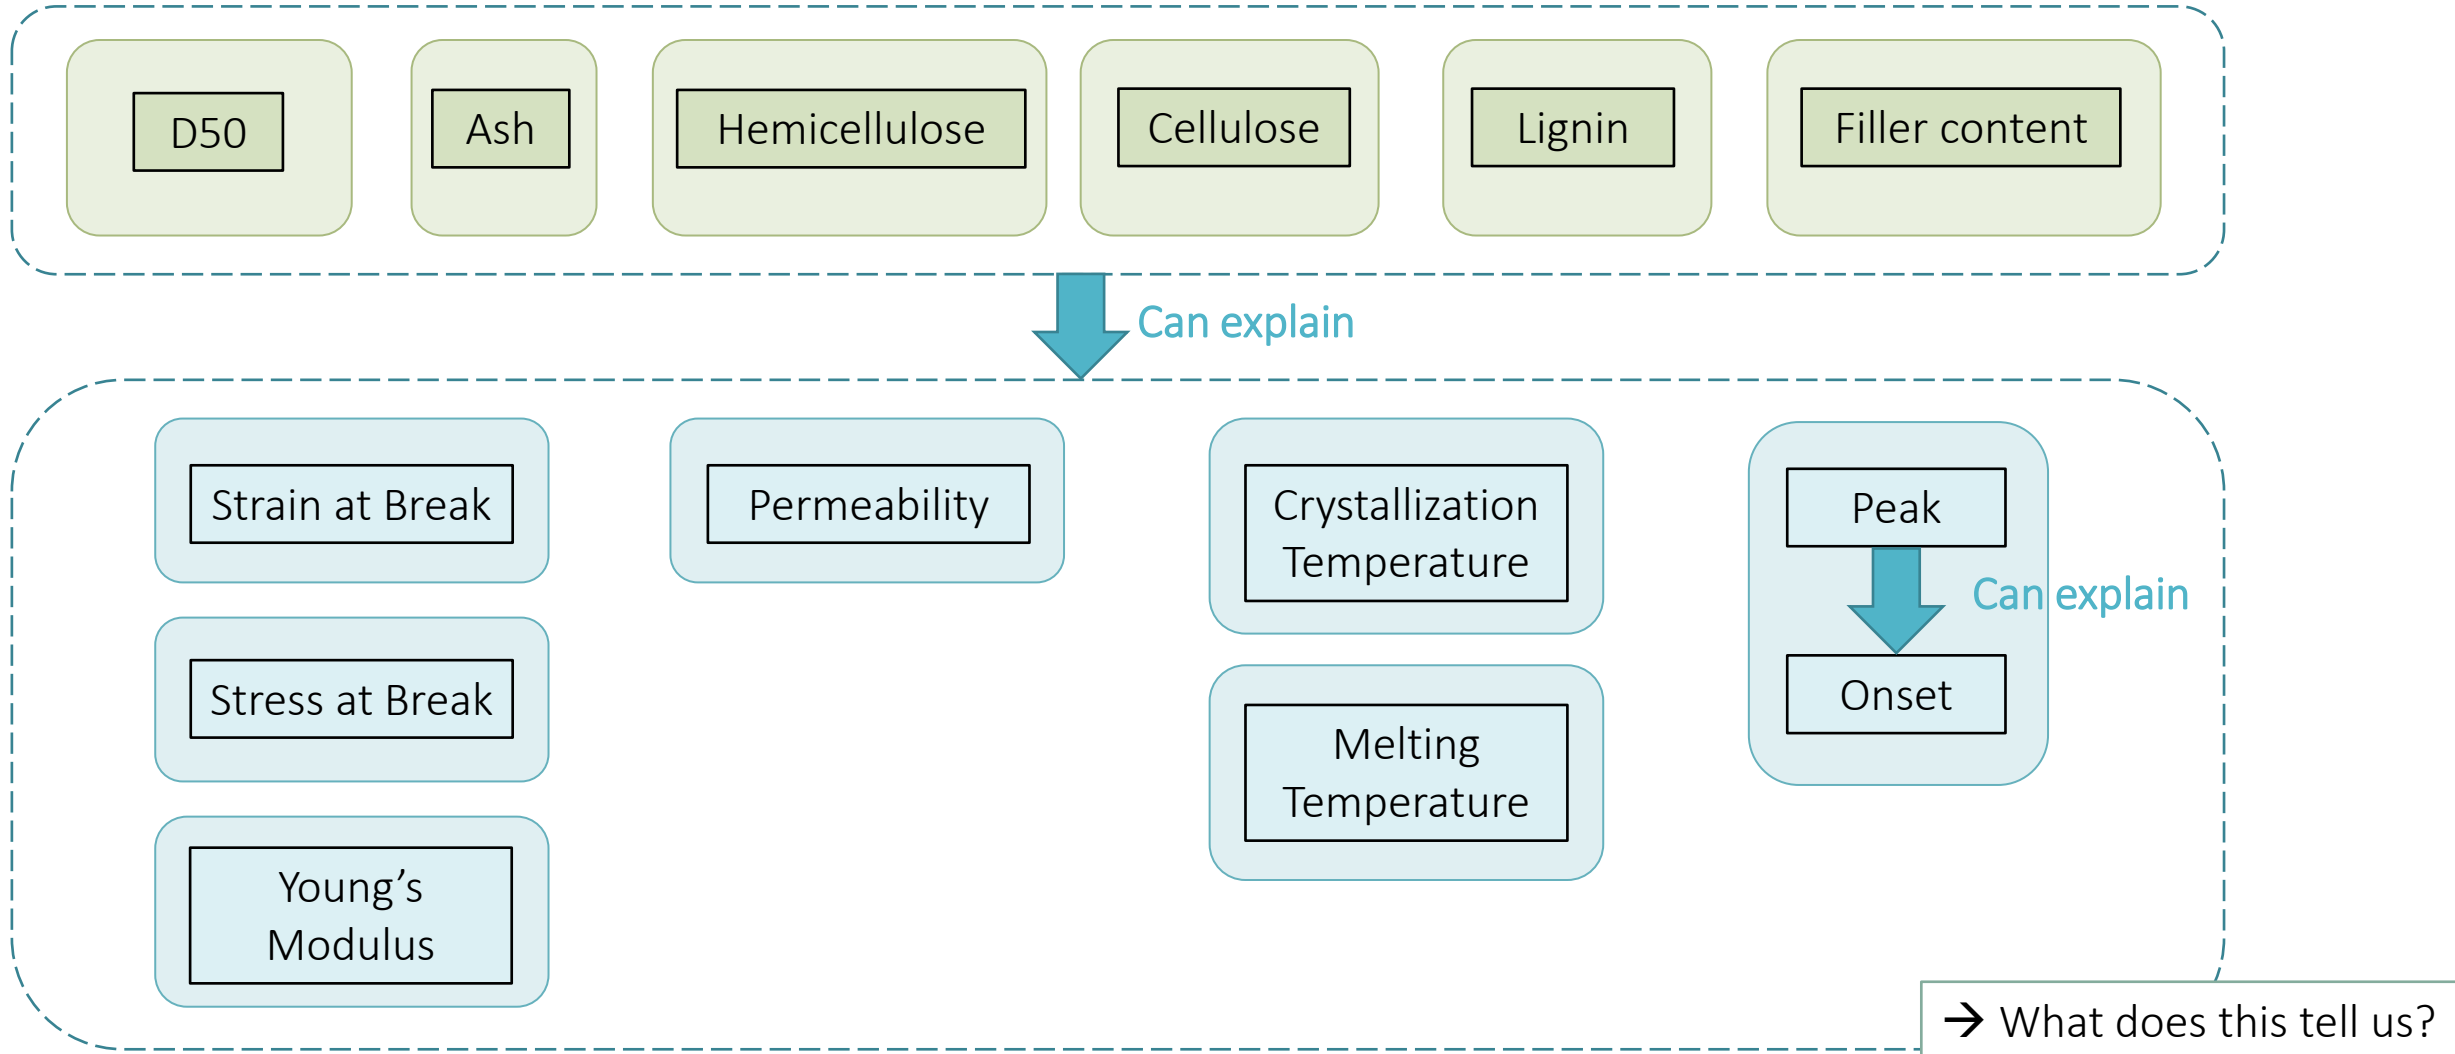 D50
Ash
Hemicellulose
Cellulose
Lignin
Filler content
Can explain
Strain at Break
Permeability
Crystallization
Temperature
Peak
Can explain
Stress at Break
Onset
Melting
Temperature
Young’s
Modulus
→ What does this tell us?